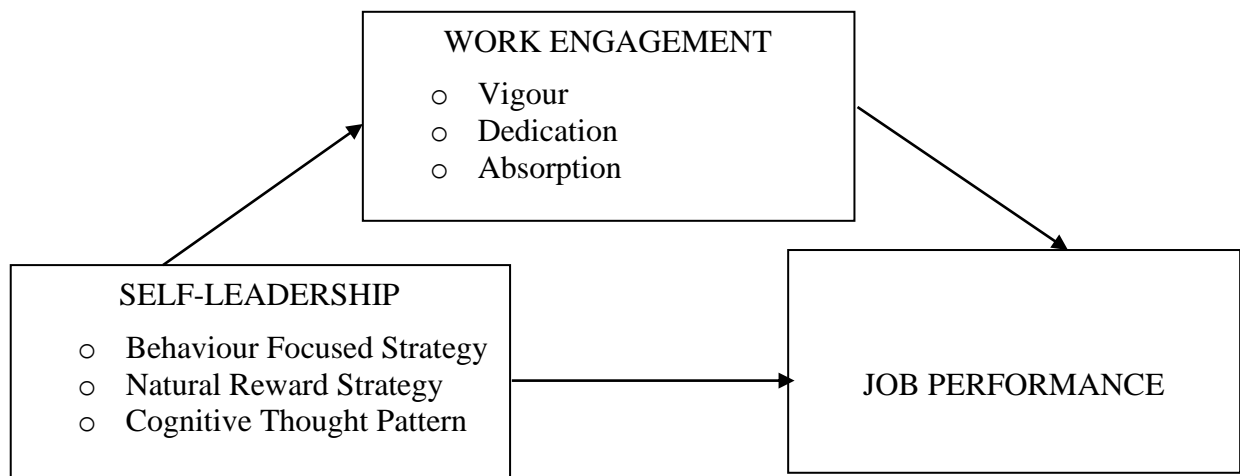 WORK ENGAGEMENT
o Vigour
o Dedication
o Absorption
SELF-LEADERSHIP
o Behaviour Focused Strategy
o Natural Reward Strategy
o Cognitive Thought Pattern
JOB PERFORMANCE